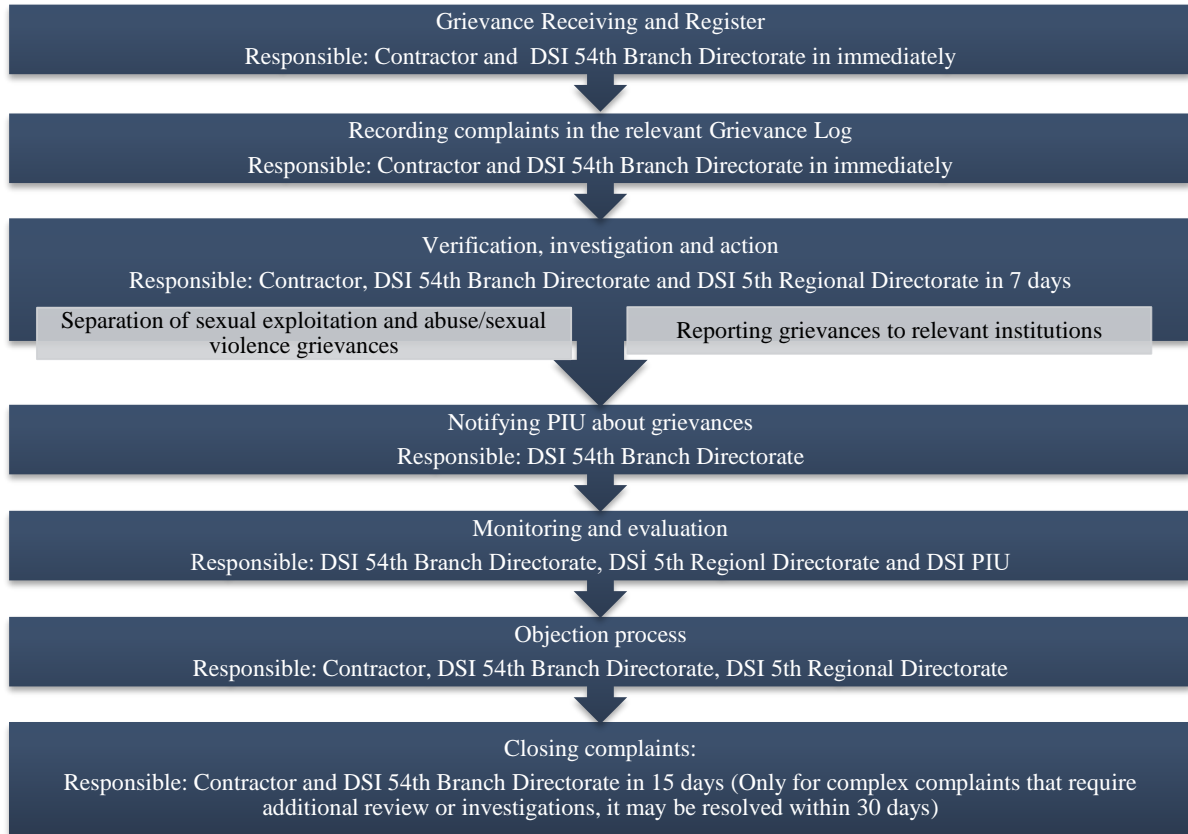 Grievance Receiving and Register
Responsible: Contractor and DSI 54th Branch Directorate in immediately
Recording complaints in the relevant Grievance Log
Responsible: Contractor and DSI 54th Branch Directorate in immediately
Verification, investigation and action
Responsible: Contractor, DSI 54th Branch Directorate and DSI 5th Regional Directorate in 7 days
Separation of sexual exploitation and abuse/sexual
violence grievances
Reporting grievances to relevant institutions
Notifying PIU about grievances
Responsible: DSI 54th Branch Directorate
Monitoring and evaluation
Responsible: DSI 54th Branch Directorate, DSİ 5th Regionl Directorate and DSI PIU
Objection process
Responsible: Contractor, DSI 54th Branch Directorate, DSI 5th Regional Directorate
Closing complaints:
Responsible: Contractor and DSI 54th Branch Directorate in 15 days (Only for complex complaints that require
additional review or investigations, it may be resolved within 30 days)